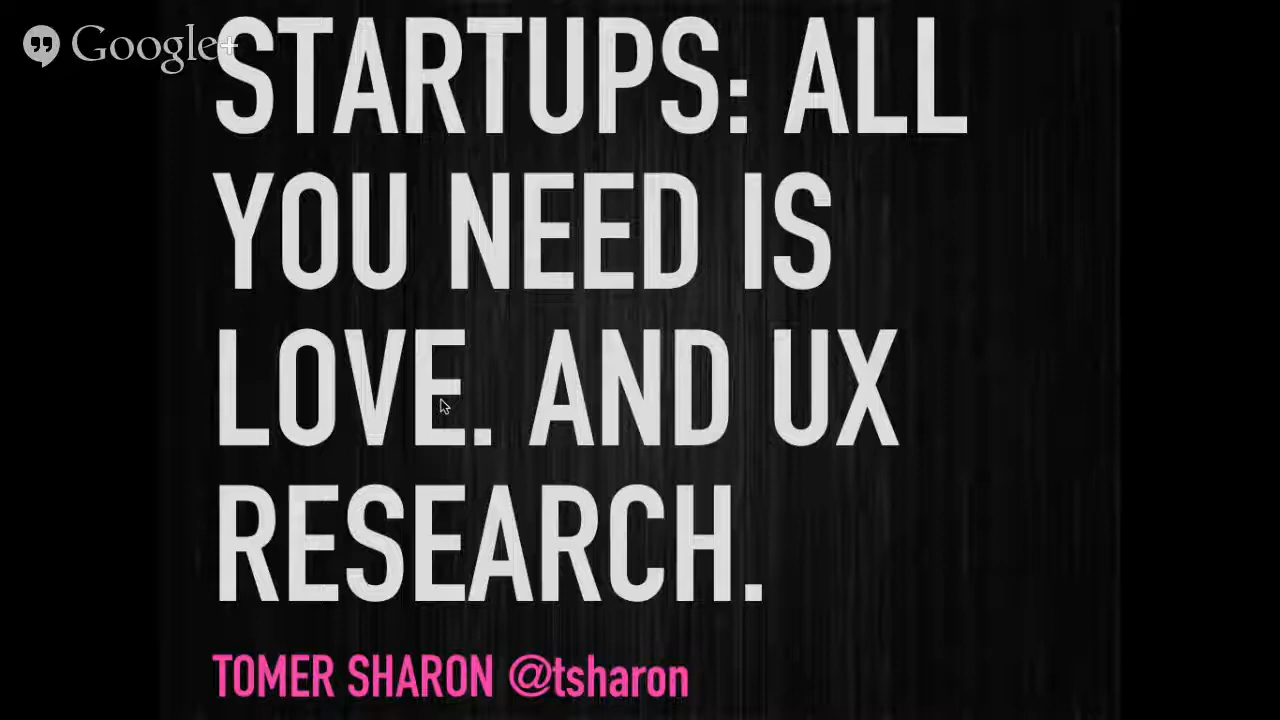 Google+
STARTUPS: ALL
YOU NEED IS
LOVE. AND UX
RESEARCH.
TOMER SHARON @tsharon